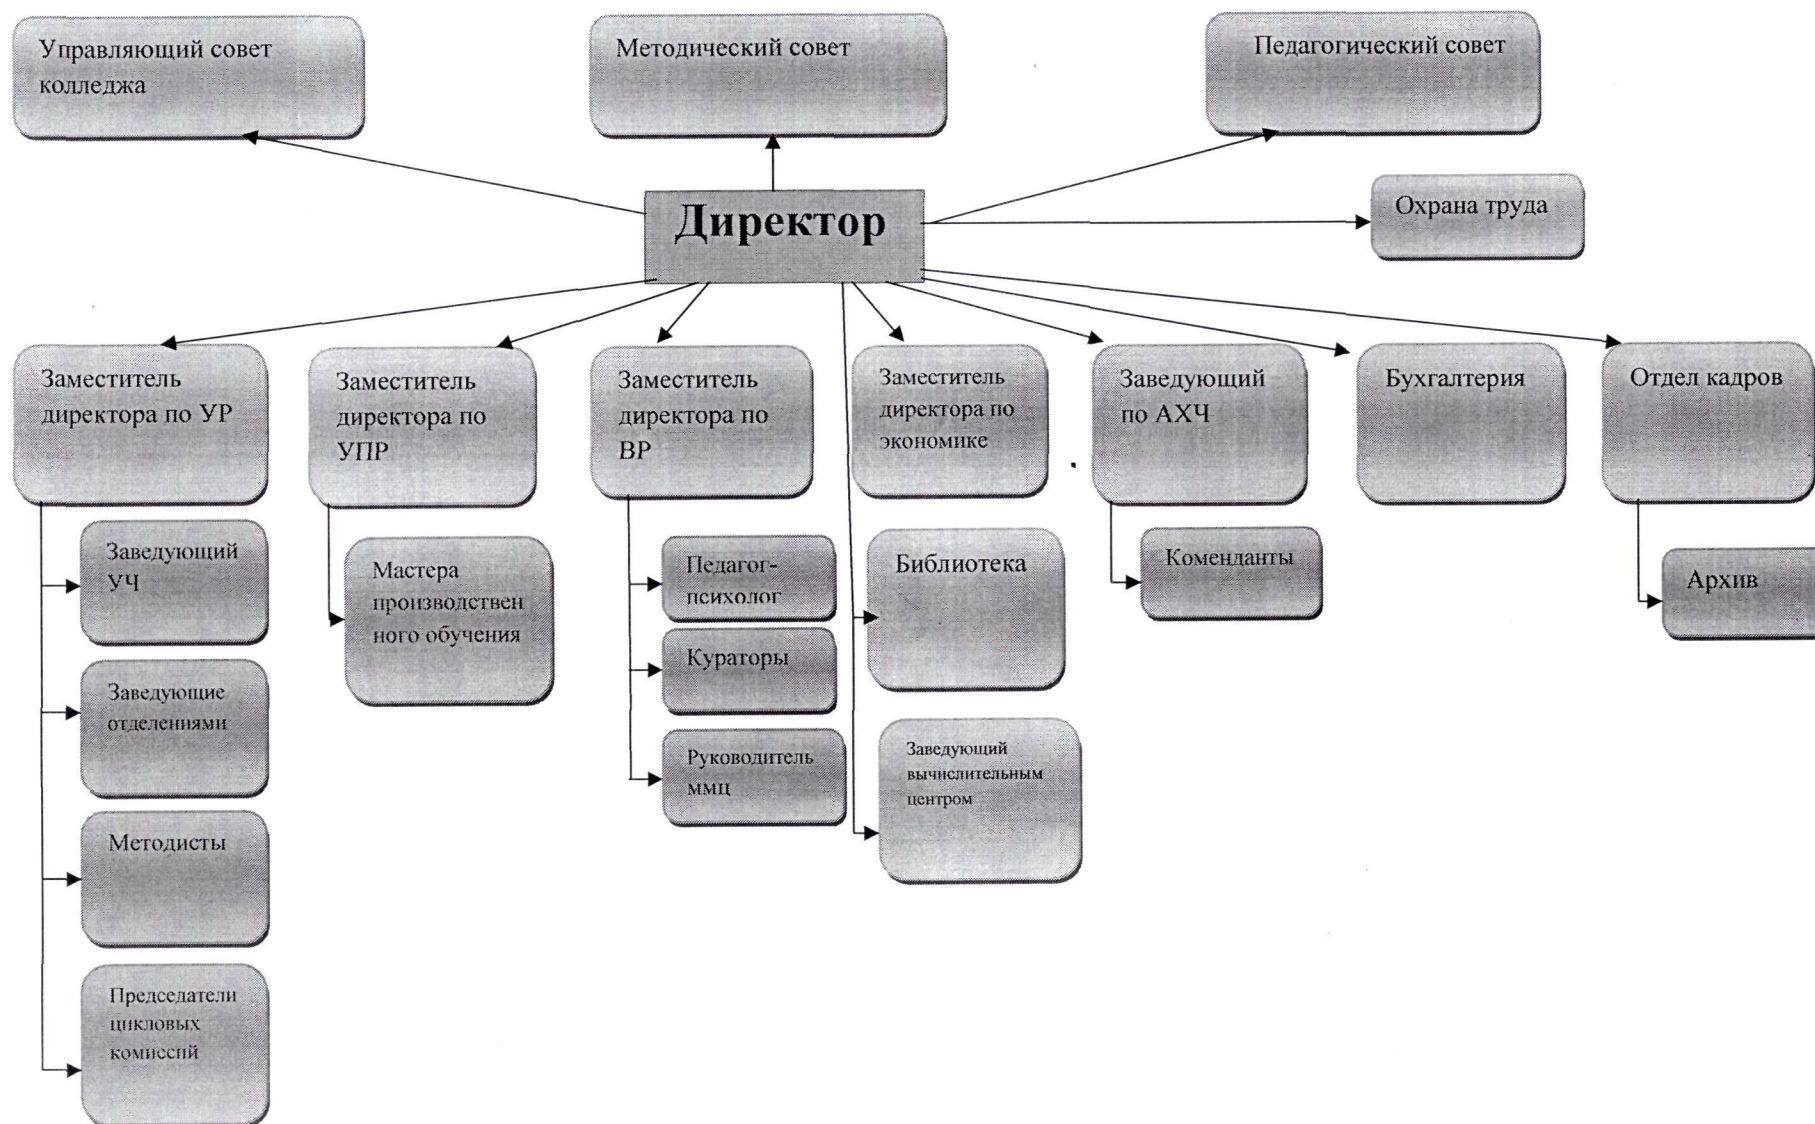 Управляющий совет
колледжа
Методический совет
Педагогический совет
Охрана труда
Директор
Заместитель
директора по УР
Заместитель
директора по
УПР
Заместитель
директора по
ВР
Заместитель
директора по
экономике
Заведующий
по АХЧ
Бухгалтерия
Отдел кадров
Заведующий
УЧ
Заведующие
отделениями
Методисты
Председатели
цикловых
комиссий
Мастера
производствен
ного обучения
Педагог-
психолог
Кураторы
Руководитель
ммц
Библиотека
Заведующий
вычислительным
центром
Коменданты
Архив